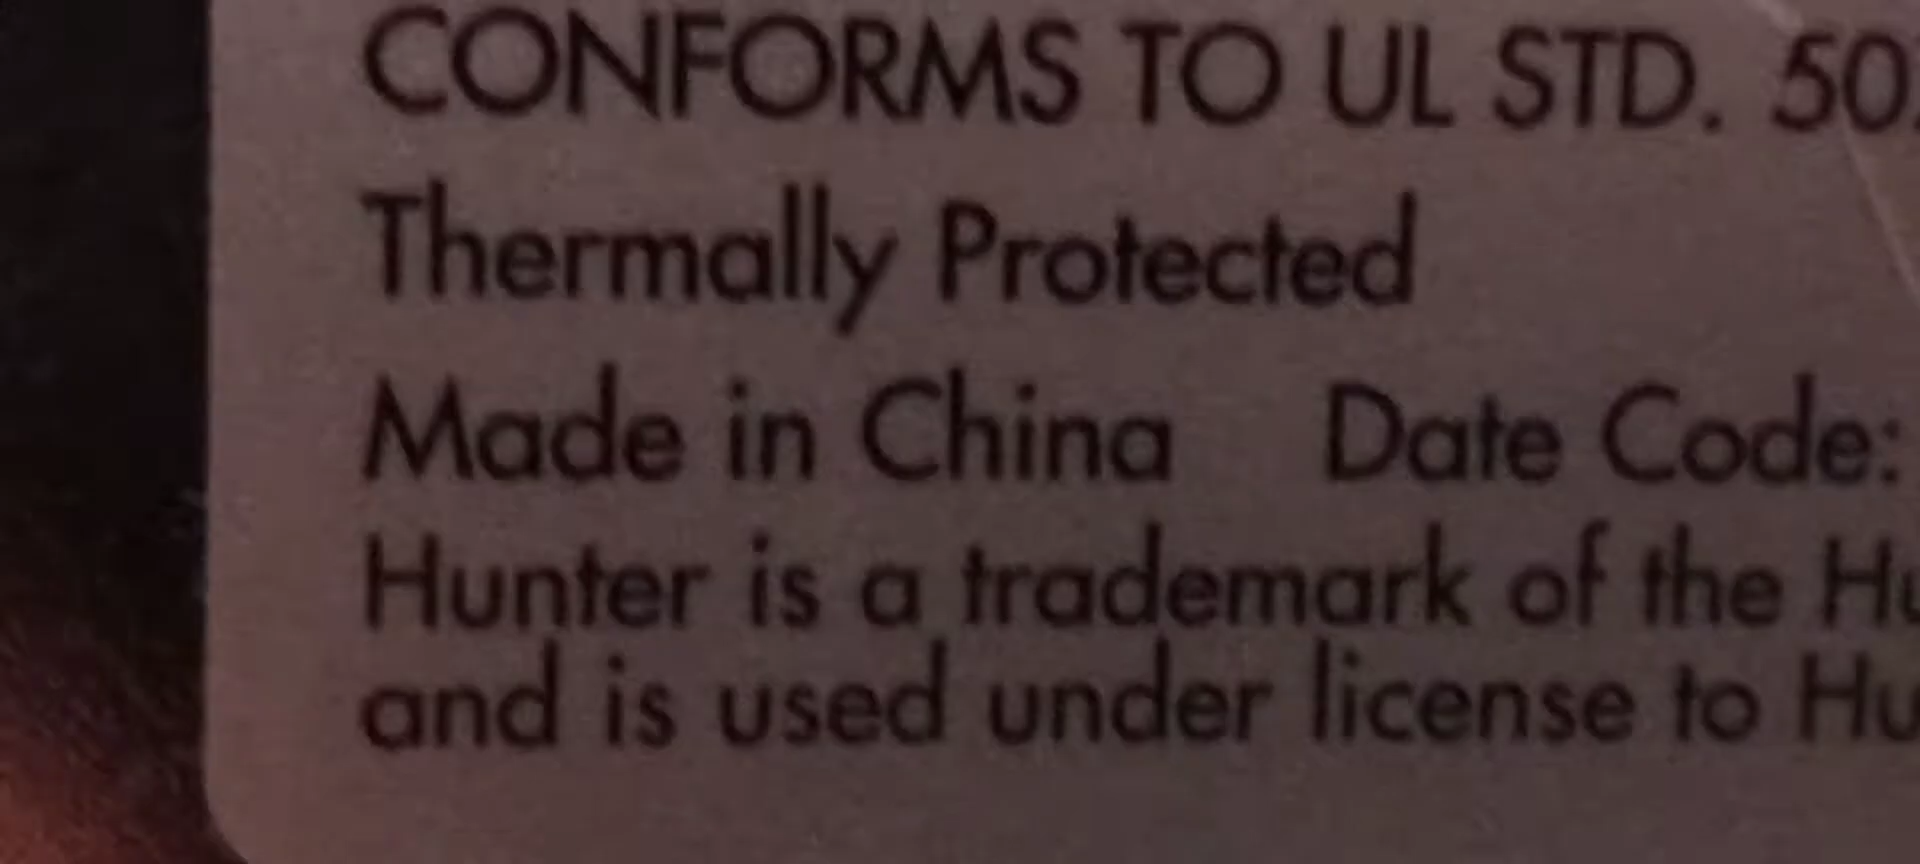 CONFORMS TO UL STD. 50
Thermally Protected
Made in China Date Code:
Hunter is a trademark of the Hu
and is used under license to Hu